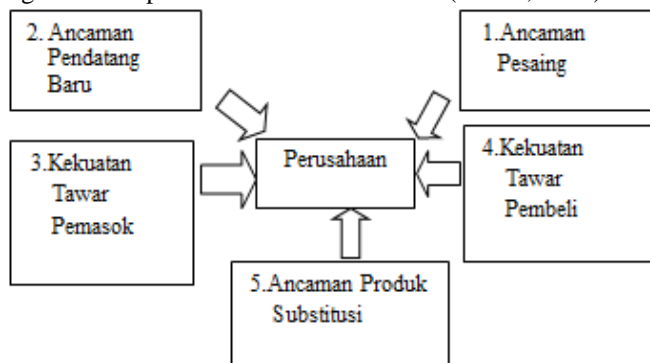 2. Ancaman
Pendatang
Baru
1.Ancaman
Pesaing
3.Kekuatan
Tawar
Pemasok
Perusahaan
4.Kekuatan
Tawar
Pembeli
5.Ancaman Produk
Substitusi